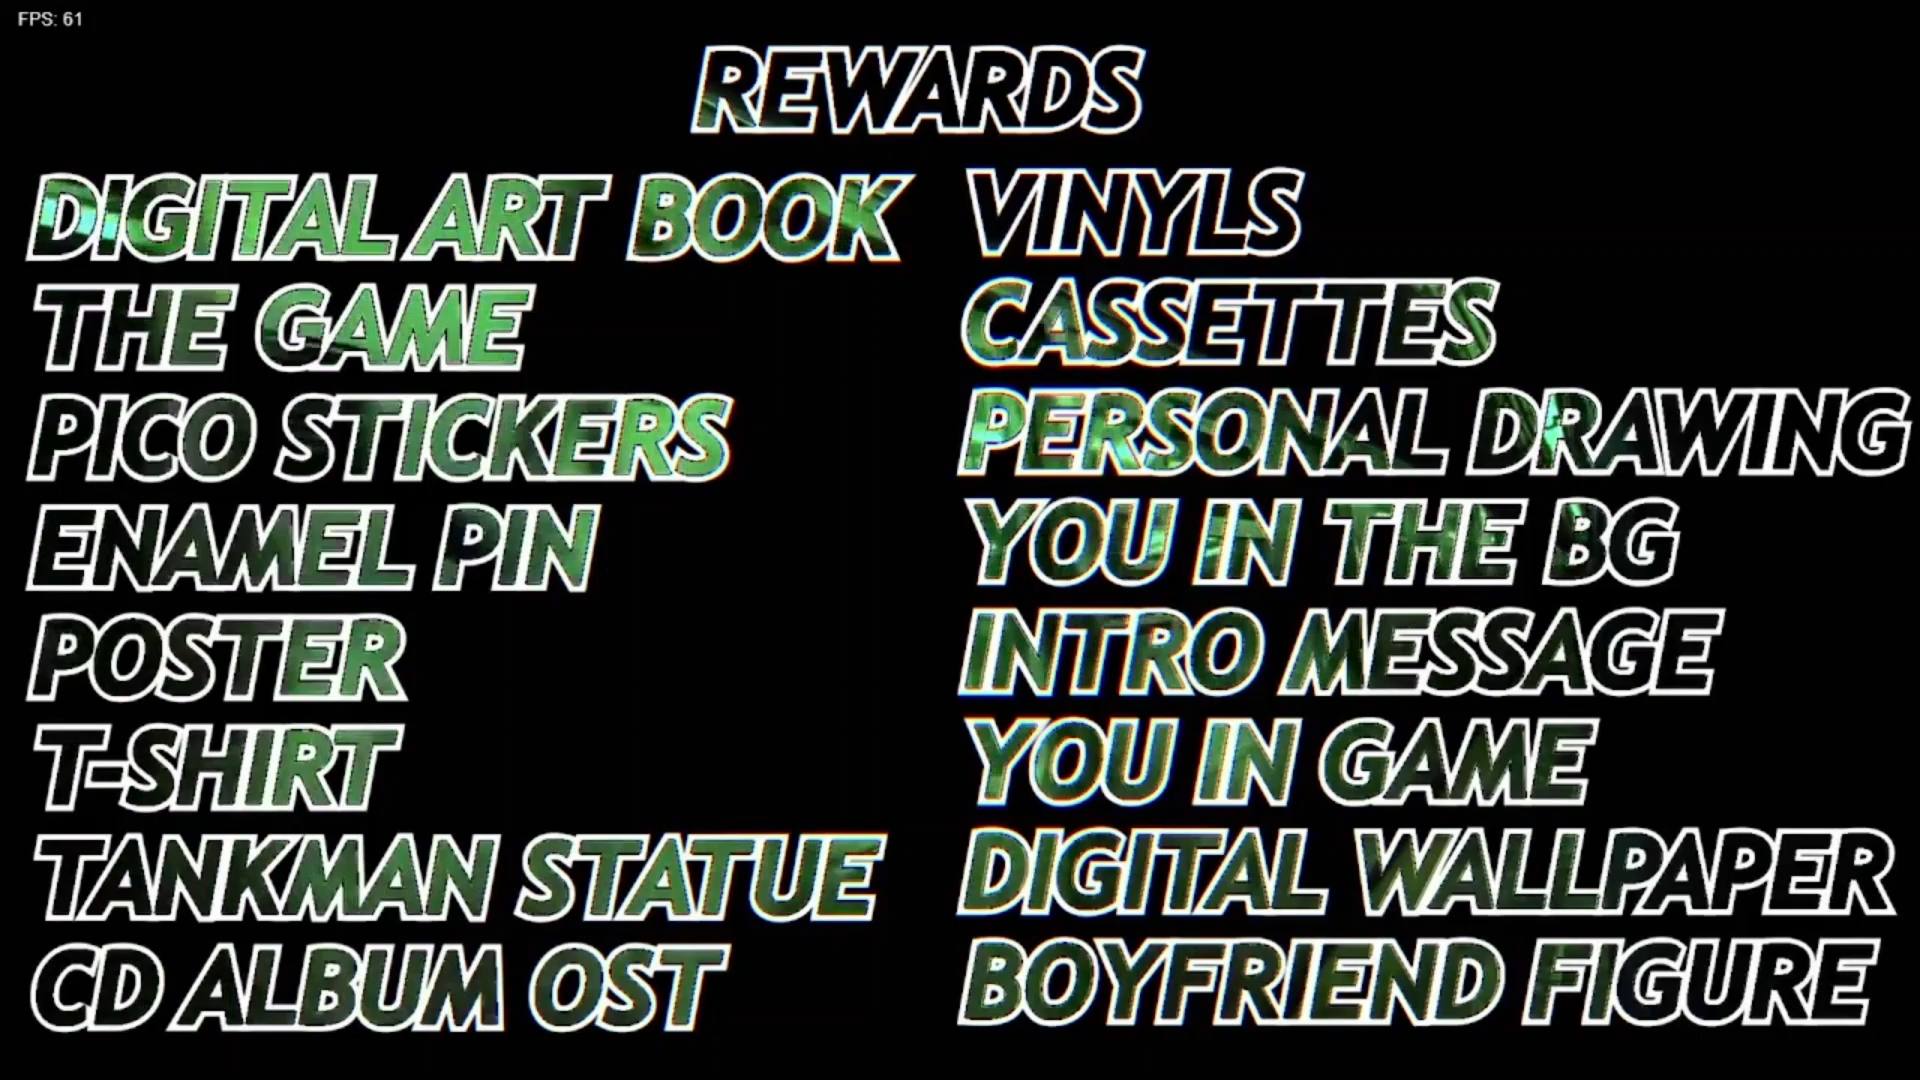 FPS: 61
REWARDS
DIGITAL ART BOOK
THE GAME
PICO STICKERS
ENAMEL PIN
POSTER
T-SHIRT
TANKMAN STATUE
CD ALBUM OST
VINYLS
CASSETTES
PERSONAL DRAWING
YOU IN THE BG
INTRO MESSAGE
YOU IN GAME
DIGITAL WALLPAPER
BOYFRIEND FIGURE